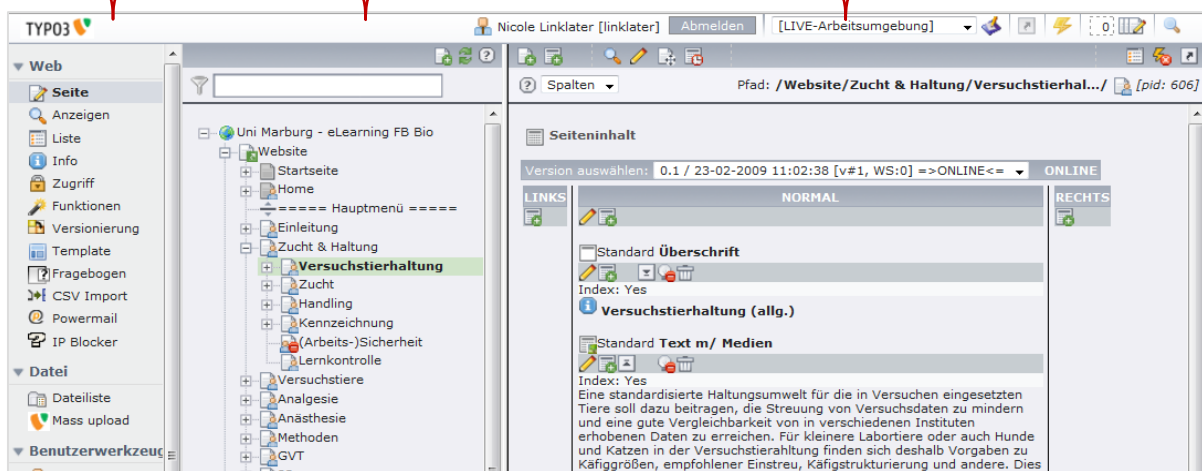 TYPO3
Nicole Linklater [linklater] Abmelden [LIVE-Arbeitsumgebung] 0
Web
Seite
Anzeigen
Liste
Info
Zugriff
Funktionen
Versionierung
Template
Fragebogen
CSV Import
Powermail
IP Blocker
Datei
Dateiliste
Mass upload
Benutzerwerkzeug
Uni Marburg - eLearning FB Bio
Website
Startseite
Home
===== Hauptmenü =====
Einleitung
Zucht & Haltung
Versuchstierhaltung
Zucht
Handling
Kennzeichnung
(Arbeits-)Sicherheit
Lernkontrolle
Versuchstiere
Analgesie
Anästhesie
Methoden
GVT
Spalten
Pfad: /Website/Zucht & Haltung/Versuchstierhal.../ [pid: 606]
Seiteninhalt
Version auswählen: 0.1 / 23-02-2009 11:02:38 [v#1, WS:0] =>ONLINE<= ONLINE
LINKS NORMAL RECHTS
Standard Überschrift
Index: Yes
Versuchstierhaltung (allg.)
Standard Text m/ Medien
Index: Yes
Eine standardisierte Haltungsumwelt für die in Versuchen eingesetzten
Tiere soll dazu beitragen, die Streuung von Versuchsdaten zu mindern
und eine gute Vergleichbarkeit von in verschiedenen Instituten
erhobenen Daten zu erreichen. Für kleinere Labortiere oder auch Hunde
und Katzen in der Versuchstierahltung finden sich deshalb Vorgaben zu
Käfiggrößen, empfohlener Einstreu, Käfigstrukturierung und andere. Dies